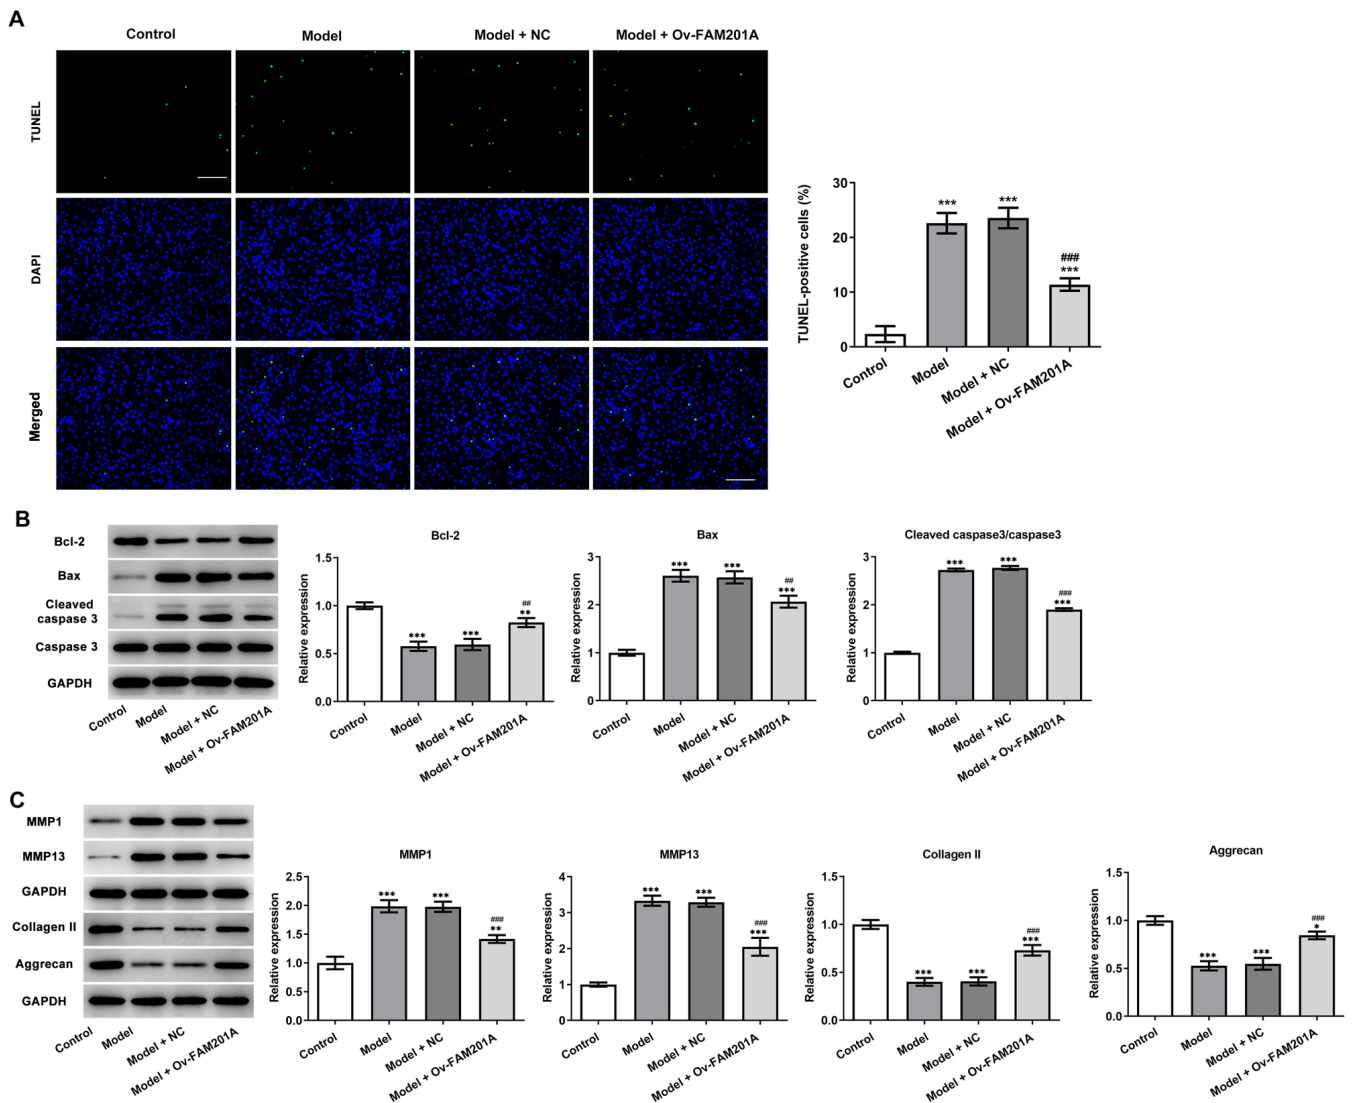 A
Control
Model
Model + NC
Model + Ov-FAM201A
TUNEL
DAPI
Merged
TUNEL-positive cells (%)
30
20
10
0
***
***
###
***
Control
Model
Model + NC
Model + Ov-FAM201A
B
Bcl-2
Bax
Cleaved
caspase 3
Caspase 3
GAPDH
Control
Model
Model + NC
Model + Ov-FAM201A
Bcl-2
Relative expression
1.5
1.0
0.5
0.0
***
***
##
**
Control
Model
Model + NC
Model + Ov-FAM201A
Bax
Relative expression
3
2
1
0
***
***
##
***
Control
Model
Model + NC
Model + Ov-FAM201A
Cleaved caspase3/caspase3
Relative expression
3
2
1
0
***
***
###
***
Control
Model
Model + NC
Model + Ov-FAM201A
C
MMP1
MMP13
GAPDH
Collagen II
Aggrecan
GAPDH
Control
Model
Model + NC
Model + Ov-FAM201A
MMP1
Relative expression
2.5
2.0
1.5
1.0
0.5
0.0
***
***
###
**
Control
Model
Model + NC
Model + Ov-FAM201A
MMP13
Relative expression
4
3
2
1
0
***
***
###
***
Control
Model
Model + NC
Model + Ov-FAM201A
Collagen II
Relative expression
1.5
1.0
0.5
0.0
***
***
###
***
Control
Model
Model + NC
Model + Ov-FAM201A
Aggrecan
Relative expression
1.5
1.0
0.5
0.0
***
***
###
*
Control
Model
Model + NC
Model + Ov-FAM201A